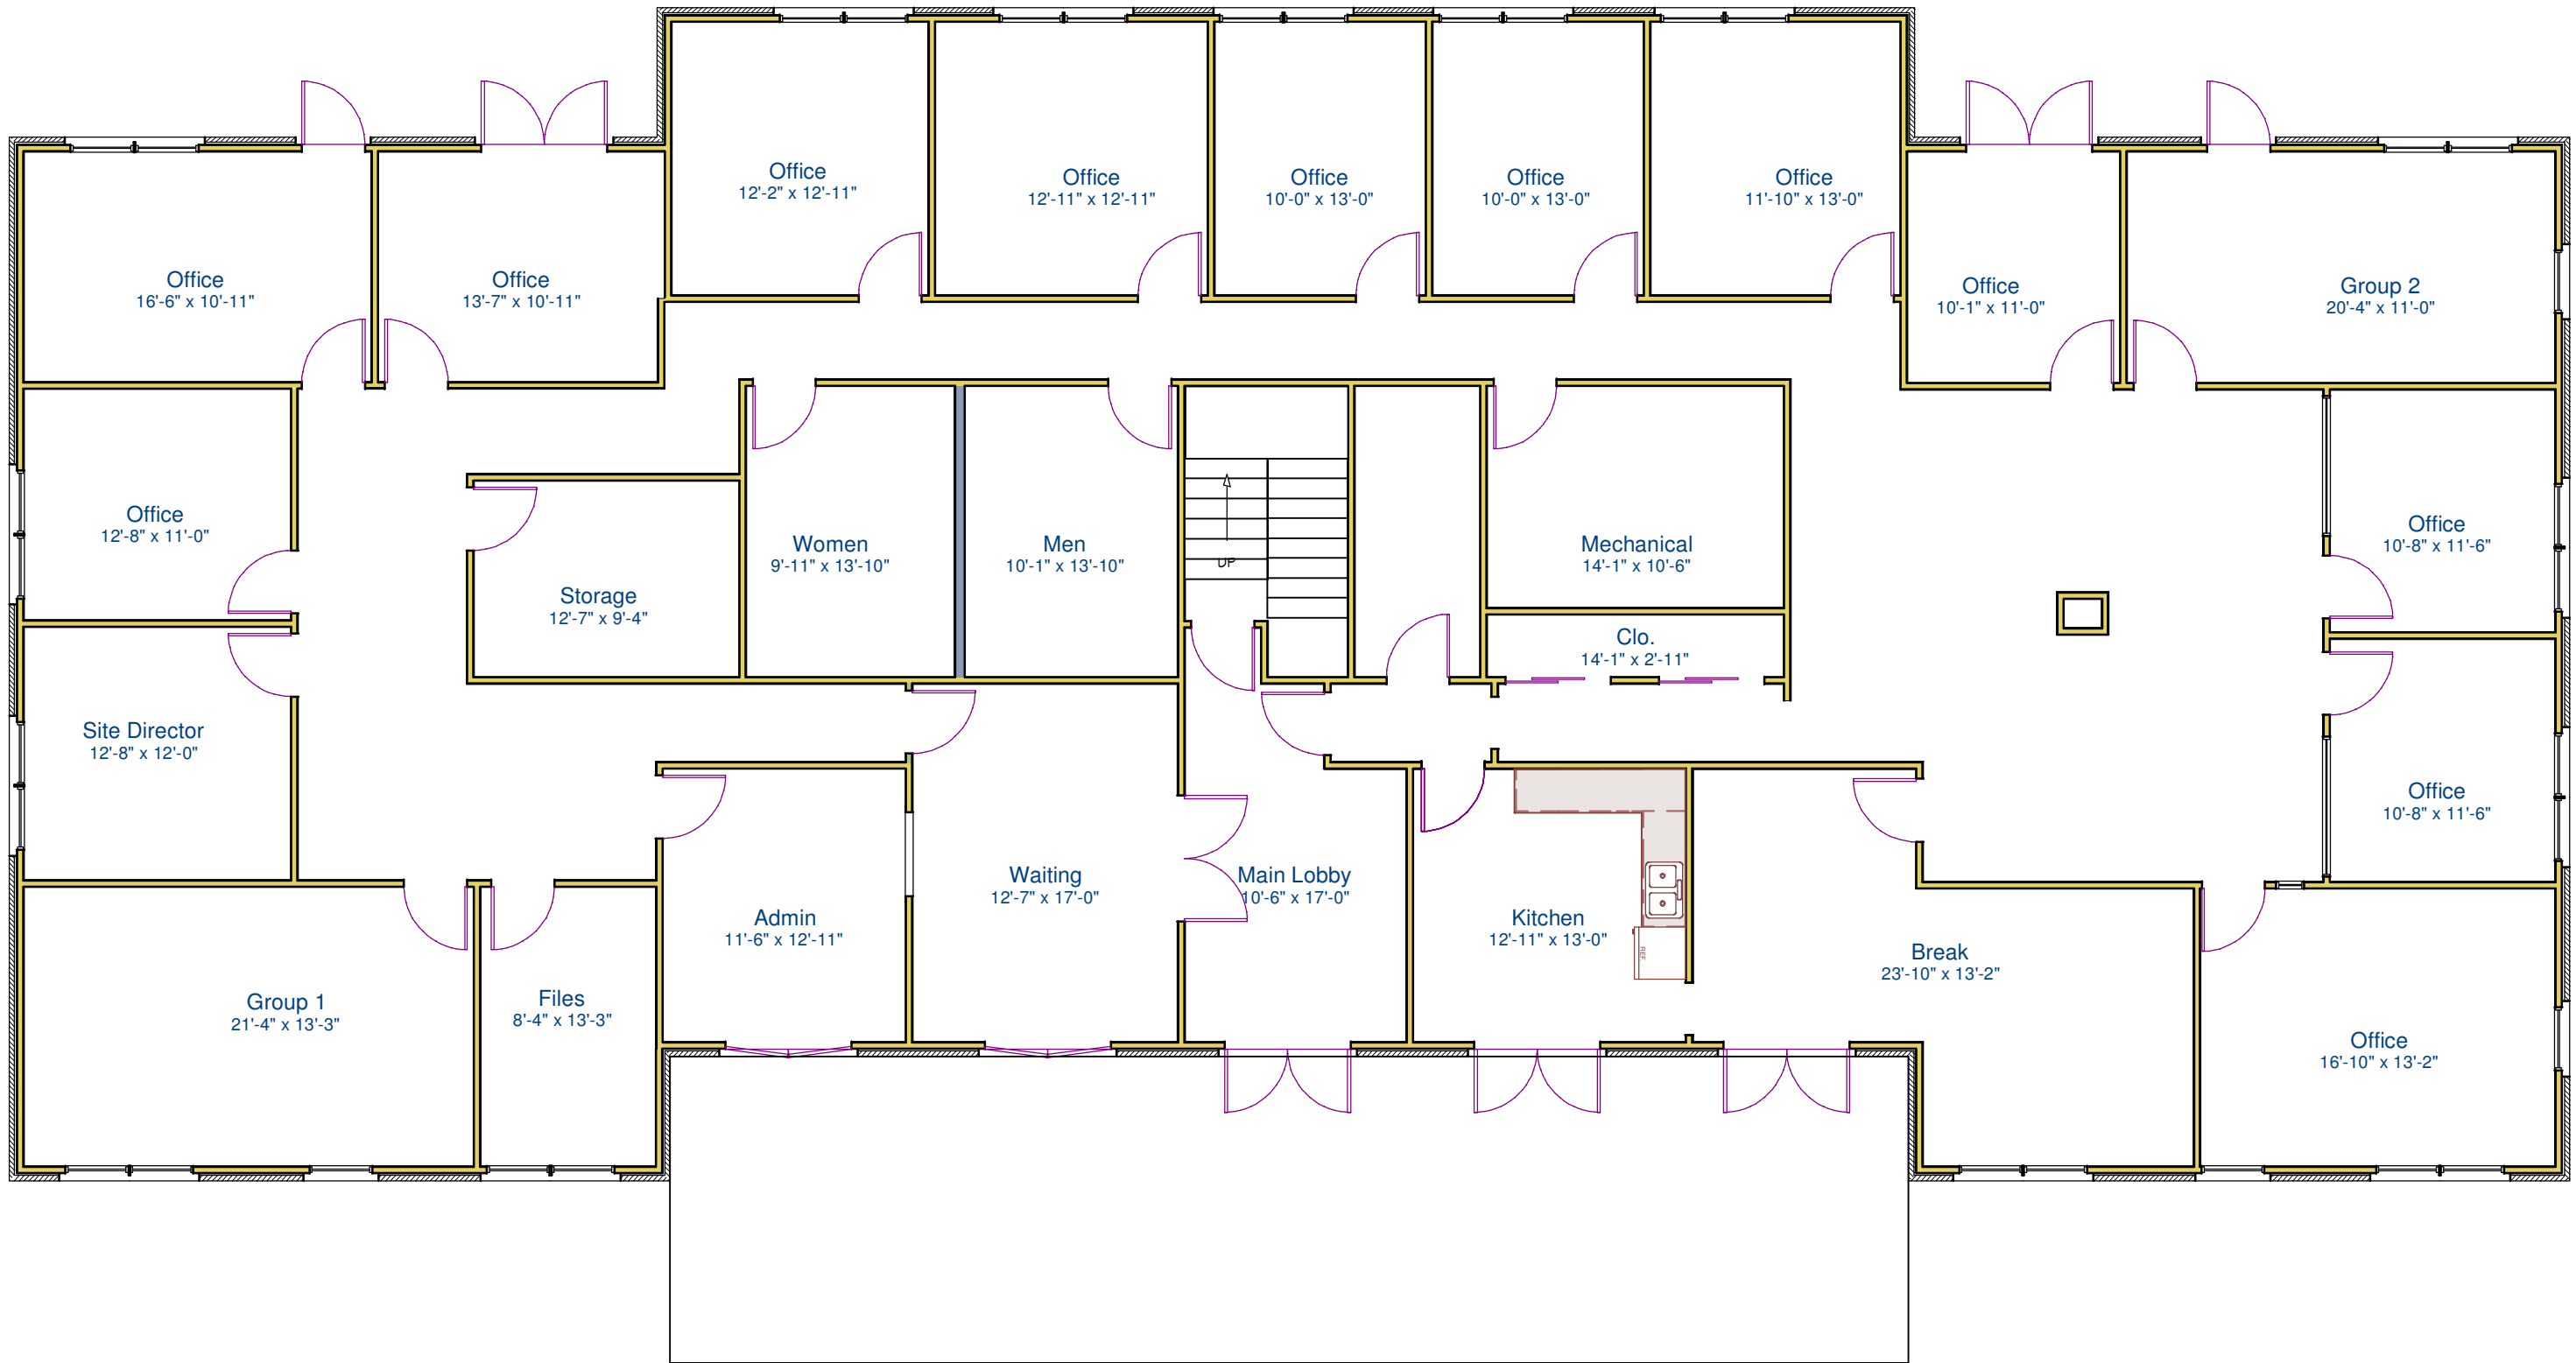 Office
12'-2" x 12'-11"
Office
12'-11" x 12'-11"
Office
10'-0" x 13'-0"
Office
10'-0" x 13'-0"
Office
11'-10" x 13'-0"
Office
16'-6" x 10'-11"
Office
13'-7" x 10'-11"
Office
10'-1" x 11'-0"
Group 2
20'-4" x 11'-0"
Office
12'-8" x 11'-0"
Storage
12'-7" x 9'-4"
Women
9'-11" x 13'-10"
Men
10'-1" x 13'-10"
UP
Mechanical
14'-1" x 10'-6"
Office
10'-8" x 11'-6"
Clo.
14'-1" x 2'-11"
Site Director
12'-8" x 12'-0"
Office
10'-8" x 11'-6"
Admin
11'-6" x 12'-11"
Waiting
12'-7" x 17'-0"
Main Lobby
10'-6" x 17'-0"
Kitchen
12'-11" x 13'-0"
REF.
Break
23'-10" x 13'-2"
Group 1
21'-4" x 13'-3"
Files
8'-4" x 13'-3"
Office
16'-10" x 13'-2"